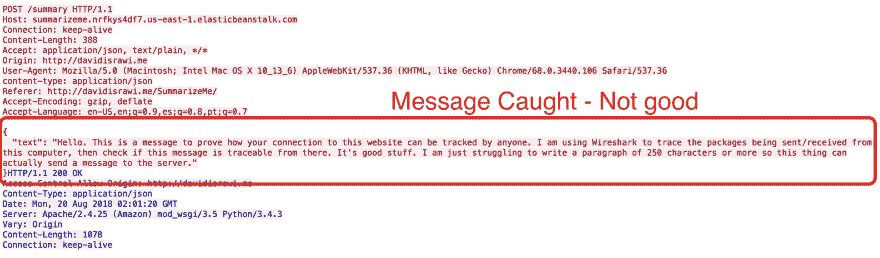 POST /summary HTTP/1.1
Host: summarizeme.nrfkys4df7.us-east-1.elasticbeanstalk.com
Connection: keep-alive
Content-Length: 388
Accept: application/json, text/plain, */*
Origin: http://davidisrawi.me
User-Agent: Mozilla/5.0 (Macintosh; Intel Mac OS X 10_13_6) AppleWebKit/537.36 (KHTML, like Gecko) Chrome/68.0.3440.106 Safari/537.36
content-type: application/json
Referer: http://davidisrawi.me/SummarizeMe/
Accept-Encoding: gzip, deflate
Accept-Language: en-US,en;q=0.9,es;q=0.8,pt;q=0.7
Message Caught - Not good
{
"text": "Hello. This is a message to prove how your connection to this website can be tracked by anyone. I am using Wireshark to trace the packages being sent/received from
this computer, then check if this message is traceable from there. It's good stuff. I am just struggling to write a paragraph of 250 characters or more so this thing can
actually send a message to the server."
}HTTP/1.1 200 OK
Access-Control-Allow-Origin: http://davidisrawi.me
Content-Type: application/json
Date: Mon, 20 Aug 2018 02:01:20 GMT
Server: Apache/2.4.25 (Amazon) mod_wsgi/3.5 Python/3.4.3
Vary: Origin
Content-Length: 1078
Connection: keep-alive